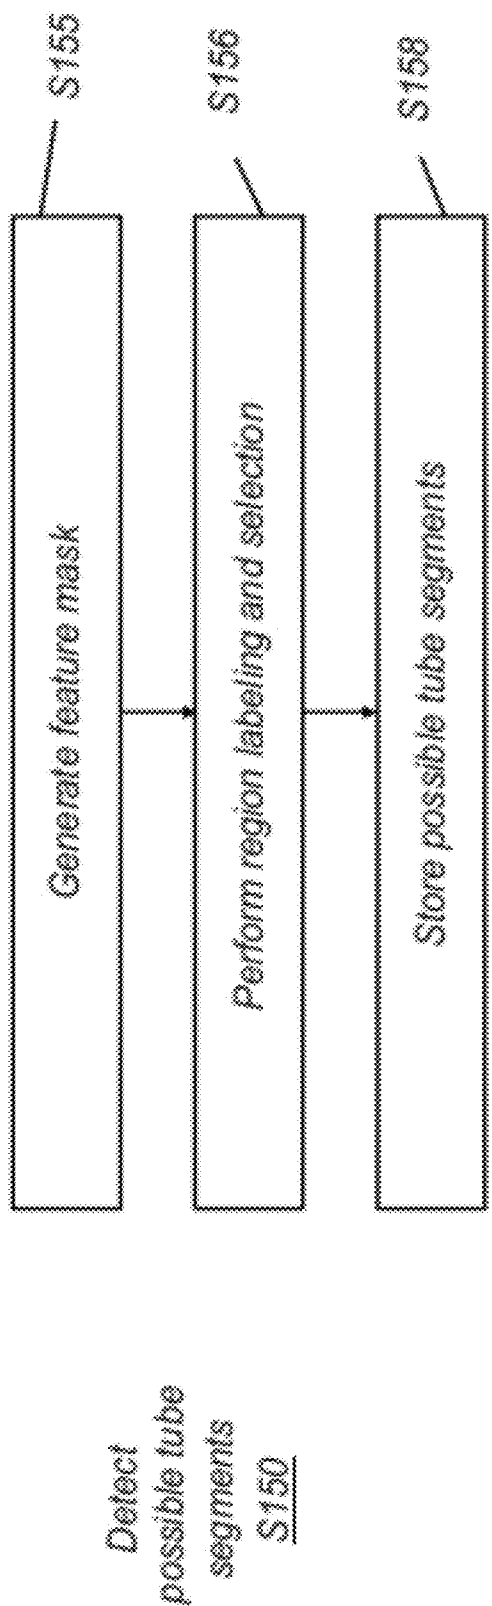 Detect
possible tube
segments
S150
Generate feature mask
S155
Perform region labeling and selection
S156
Store possible tube segments
S158